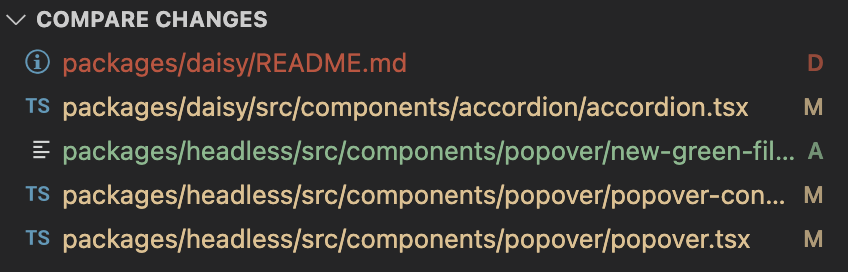 COMPARE CHANGES
packages/daisy/README.md D
TS packages/daisy/src/components/accordion/accordion.tsx M
packages/headless/src/components/popover/new-green-fil... A
TS packages/headless/src/components/popover/popover-con... M
TS packages/headless/src/components/popover/popover.tsx M